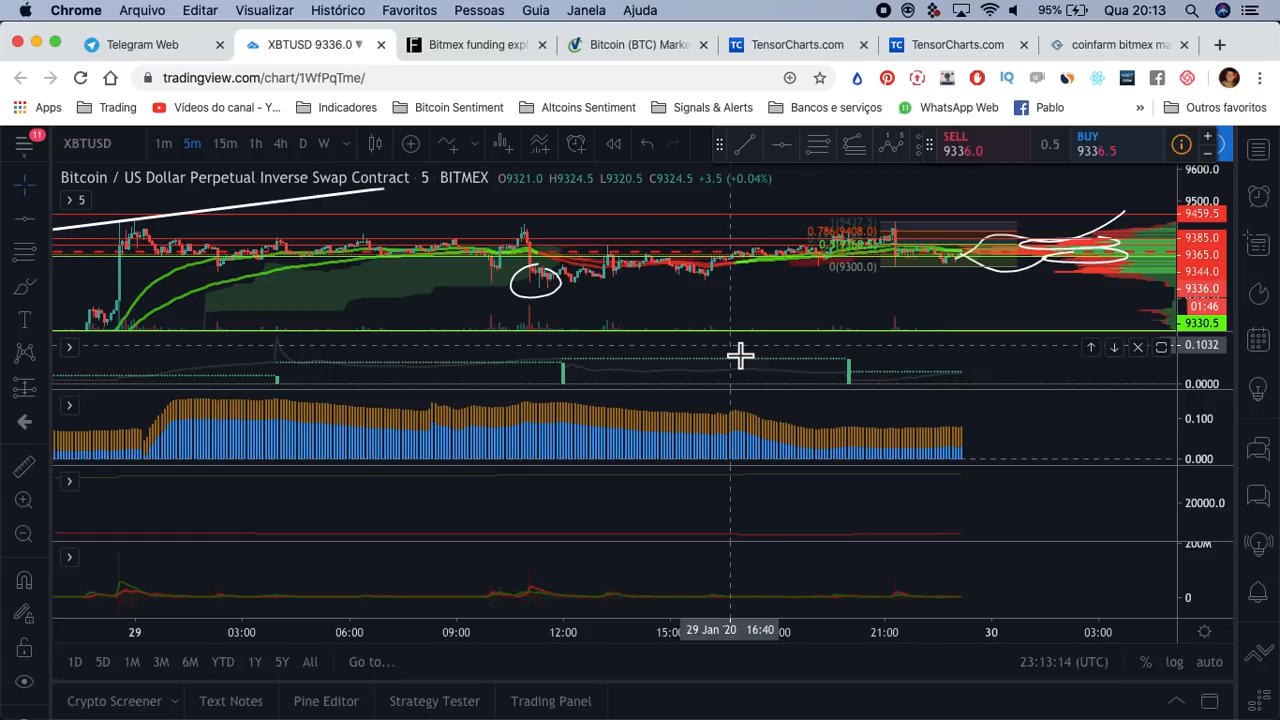 Chrome Arquivo Editar Visualizar Histórico Favoritos Pessoas Guia Janela Ajuda 95% Qua 20:13
Telegram Web XBTUSD 9336.0 ▼ Bitmex funding exp Bitcoin (BTC) Marke TensorCharts.com TensorCharts.com coinfarm bitmex ma
tradingview.com/chart/1WfPqTme/
Apps Trading Vídeos do canal - Y... Indicadores Bitcoin Sentiment Altcoins Sentiment Signals & Alerts Bancos e serviços WhatsApp Web Pablo » Outros favoritos
11 XBTUSD 1m 5m 15m 1h 4h D W SELL 9336.0 0.5 BUY 9336.5
Bitcoin / US Dollar Perpetual Inverse Swap Contract · 5 · BITMEX O9321.0 H9324.5 L9320.5 C9324.5 +3.5 (+0.04%)
5
9600.0
9500.0
9459.5
1(9437.5)
0.786(9408.0)
9385.0
9365.0
0(9300.0)
9344.0
9336.0
01:46
9330.5
0.1032
0.0000
0.100
0.000
20000.0
200M
0
29 03:00 06:00 09:00 12:00 15:00 29 Jan '20 16:40 21:00 30 03:00
1D 5D 1M 3M 6M YTD 1Y 5Y All Go to... 23:13:14 (UTC) % log auto
Crypto Screener Text Notes Pine Editor Strategy Tester Trading Panel